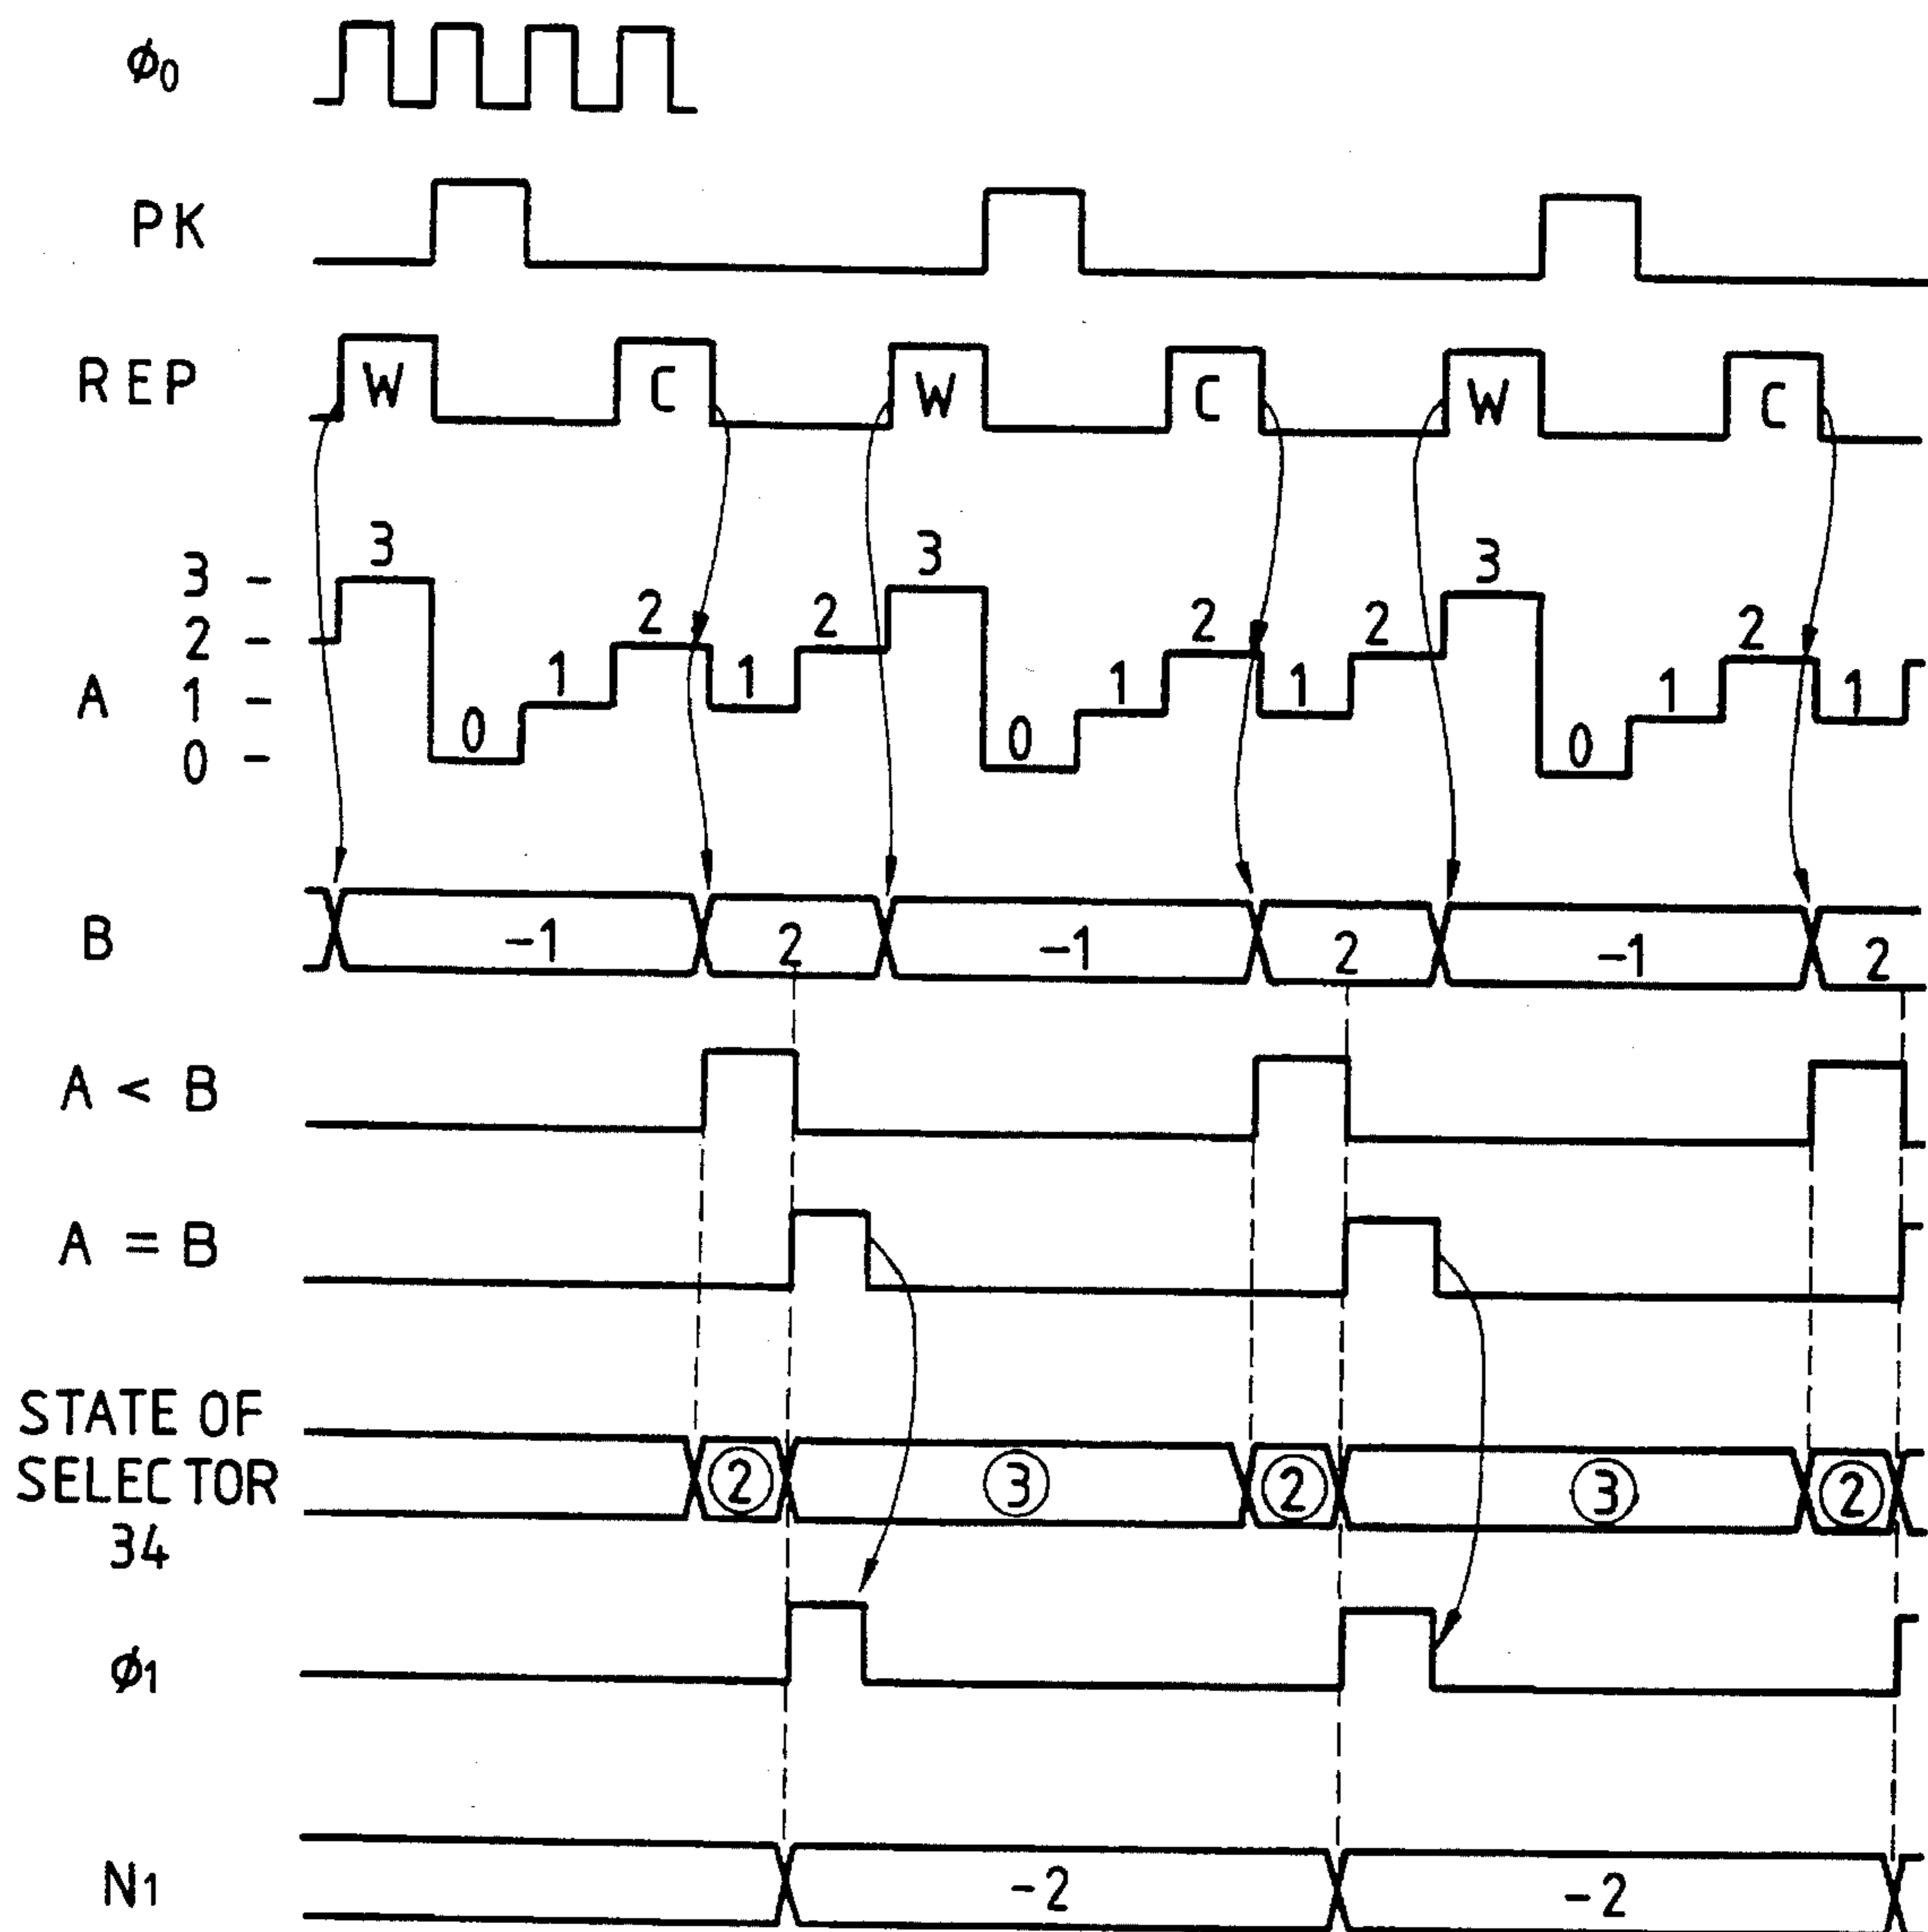 ϕ0
PK
REP W C W C W C
3 - 3 3 3
2 - 2 2 2 2 2
A 1 - 1 1 1 1 1 1
0 - 0 0 0
B -1 2 -1 2 -1 2
A < B
A = B
STATE OF
SELECTOR ② ③ ② ③ ②
34
ϕ1
N1 -2 -2